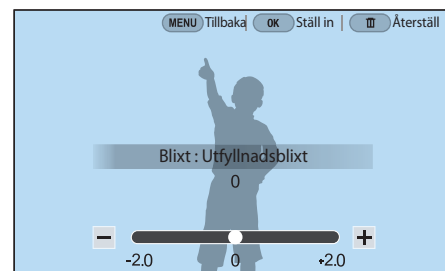 MENU Tillbaka | OK Ställ in | Återställ
Blixt : Utfyllnadsblixt
0
− +
-2.0 0 +2.0